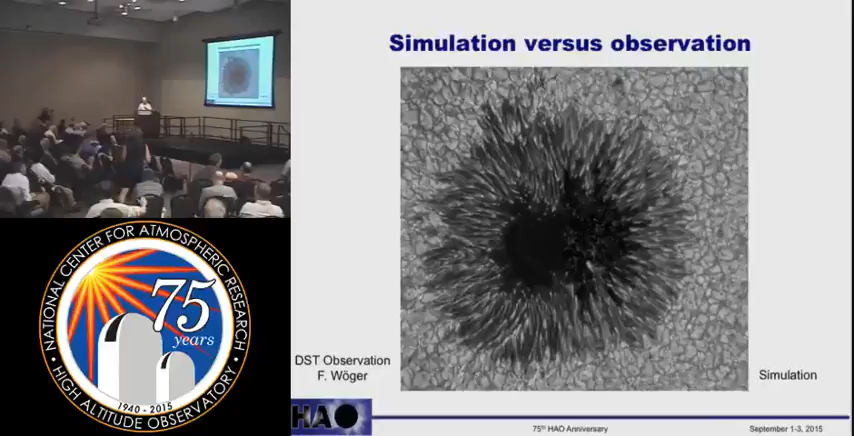 Simulation versus observation
DST Observation
F. Wöger
Simulation
NATIONAL CENTER FOR ATMOSPHERIC RESEARCH
75
years
1940 - 2015
HIGH ALTITUDE OBSERVATORY
HAO
75th HAO Anniversary
September 1-3, 2015